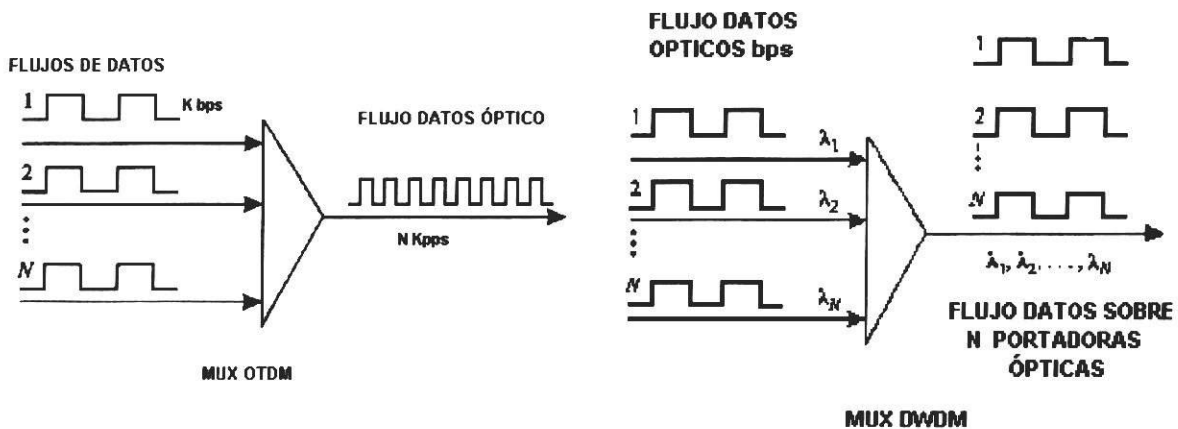 FLUJOS DE DATOS
1
K bps
2
N
FLUJO DATOS ÓPTICO
N Kpps
MUX OTDM
FLUJO DATOS
OPTICOS bps
1
λ1
2
λ2
N
λN
1
2
N
λ1, λ2. . . . , λN
FLUJO DATOS SOBRE
N PORTADORAS
ÓPTICAS
MUX DWDM